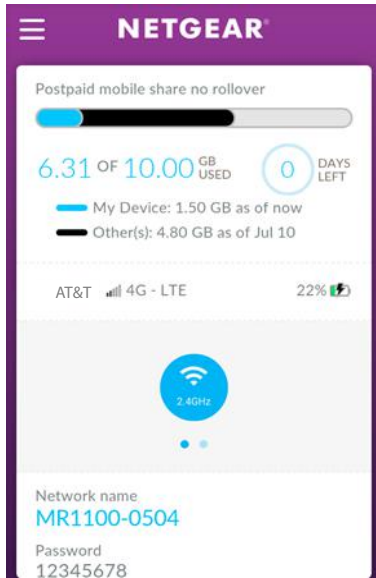 NETGEAR®
Postpaid mobile share no rollover
6.31 OF 10.00 GB USED 0 DAYS LEFT
My Device: 1.50 GB as of now
Other(s): 4.80 GB as of Jul 10
AT&T 4G - LTE 22%
2.4GHz
Network name
MR1100-0504
Password
12345678